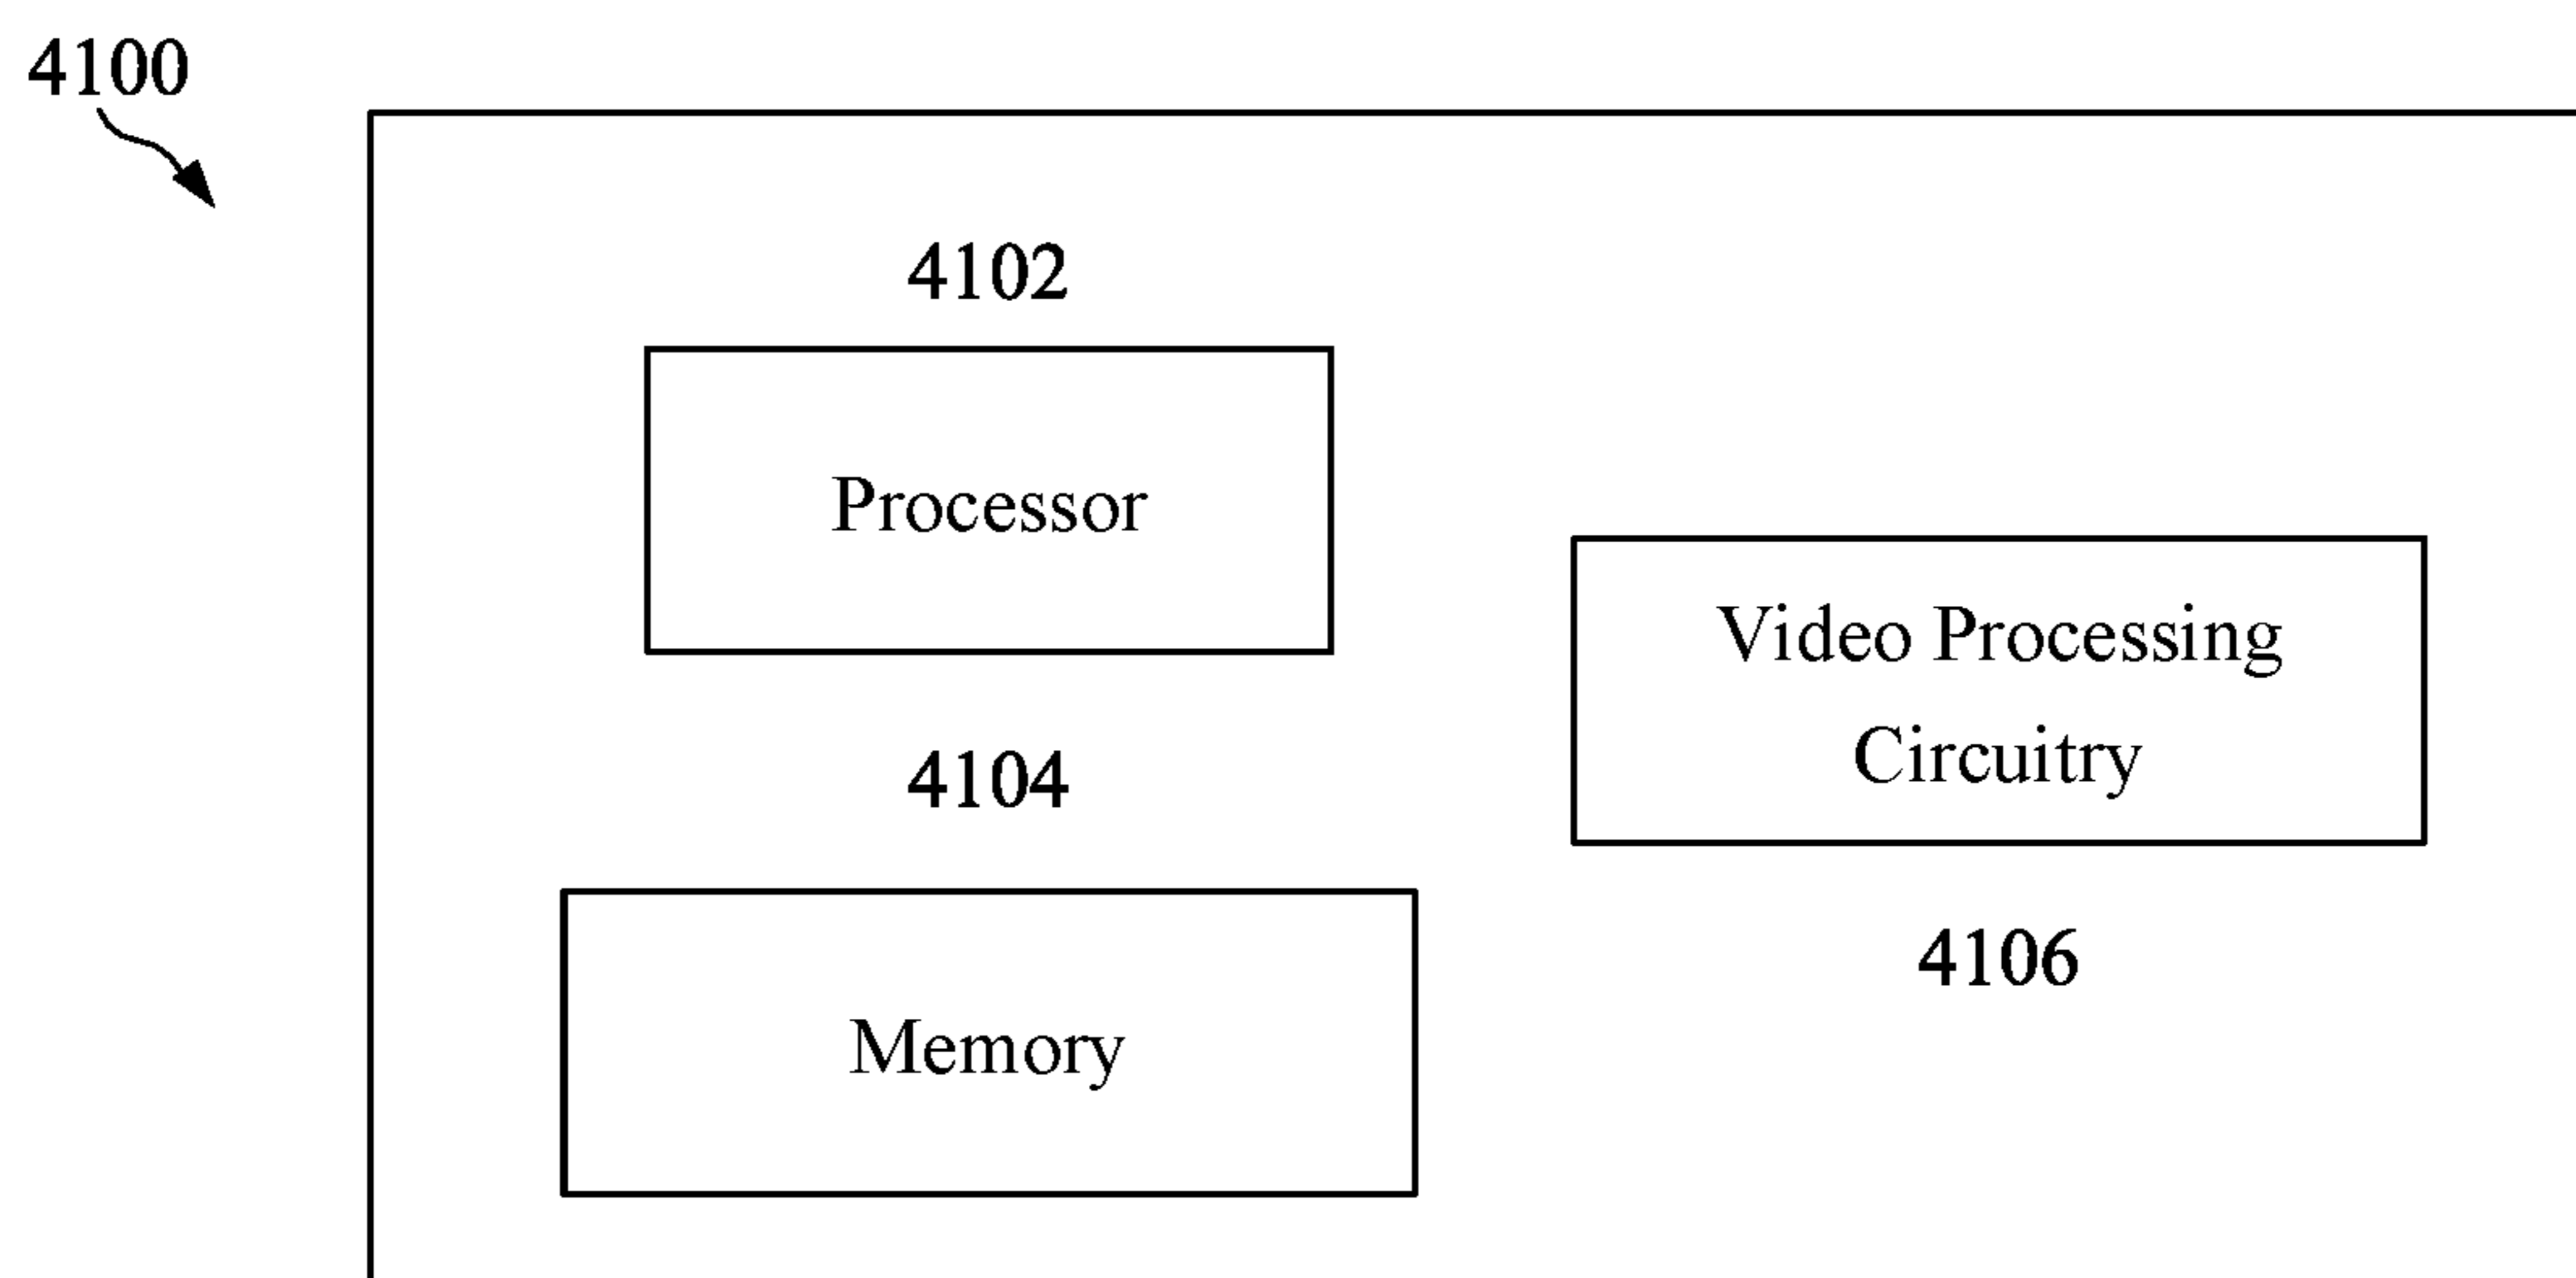 4100
4102
Processor
4104
Memory
Video Processing
Circuitry
4106